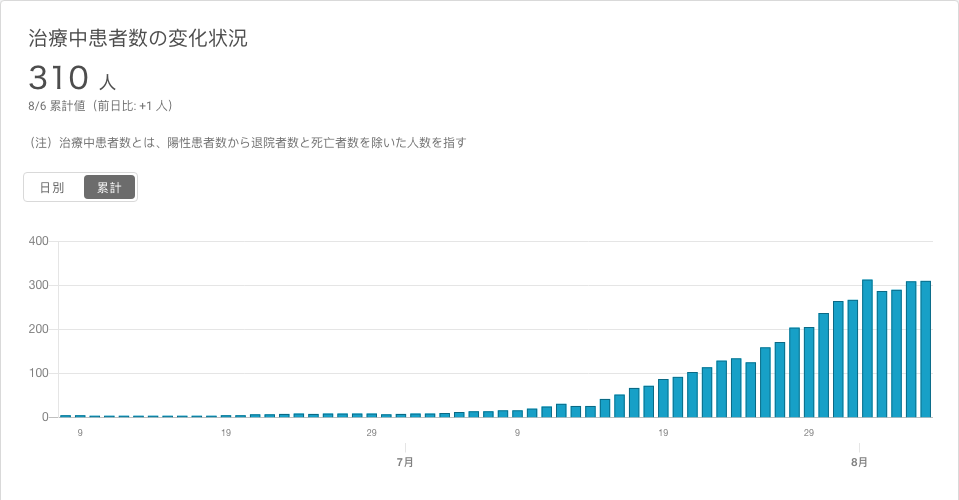 治療中患者数の変化状況
310 人
8/6 累計値（前日比: +1 人）
（注）治療中患者数とは、陽性患者数から退院者数と死亡者数を除いた人数を指す
日別 累計
400
300
200
100
0
9 19 29 9 19 29
7月 8月